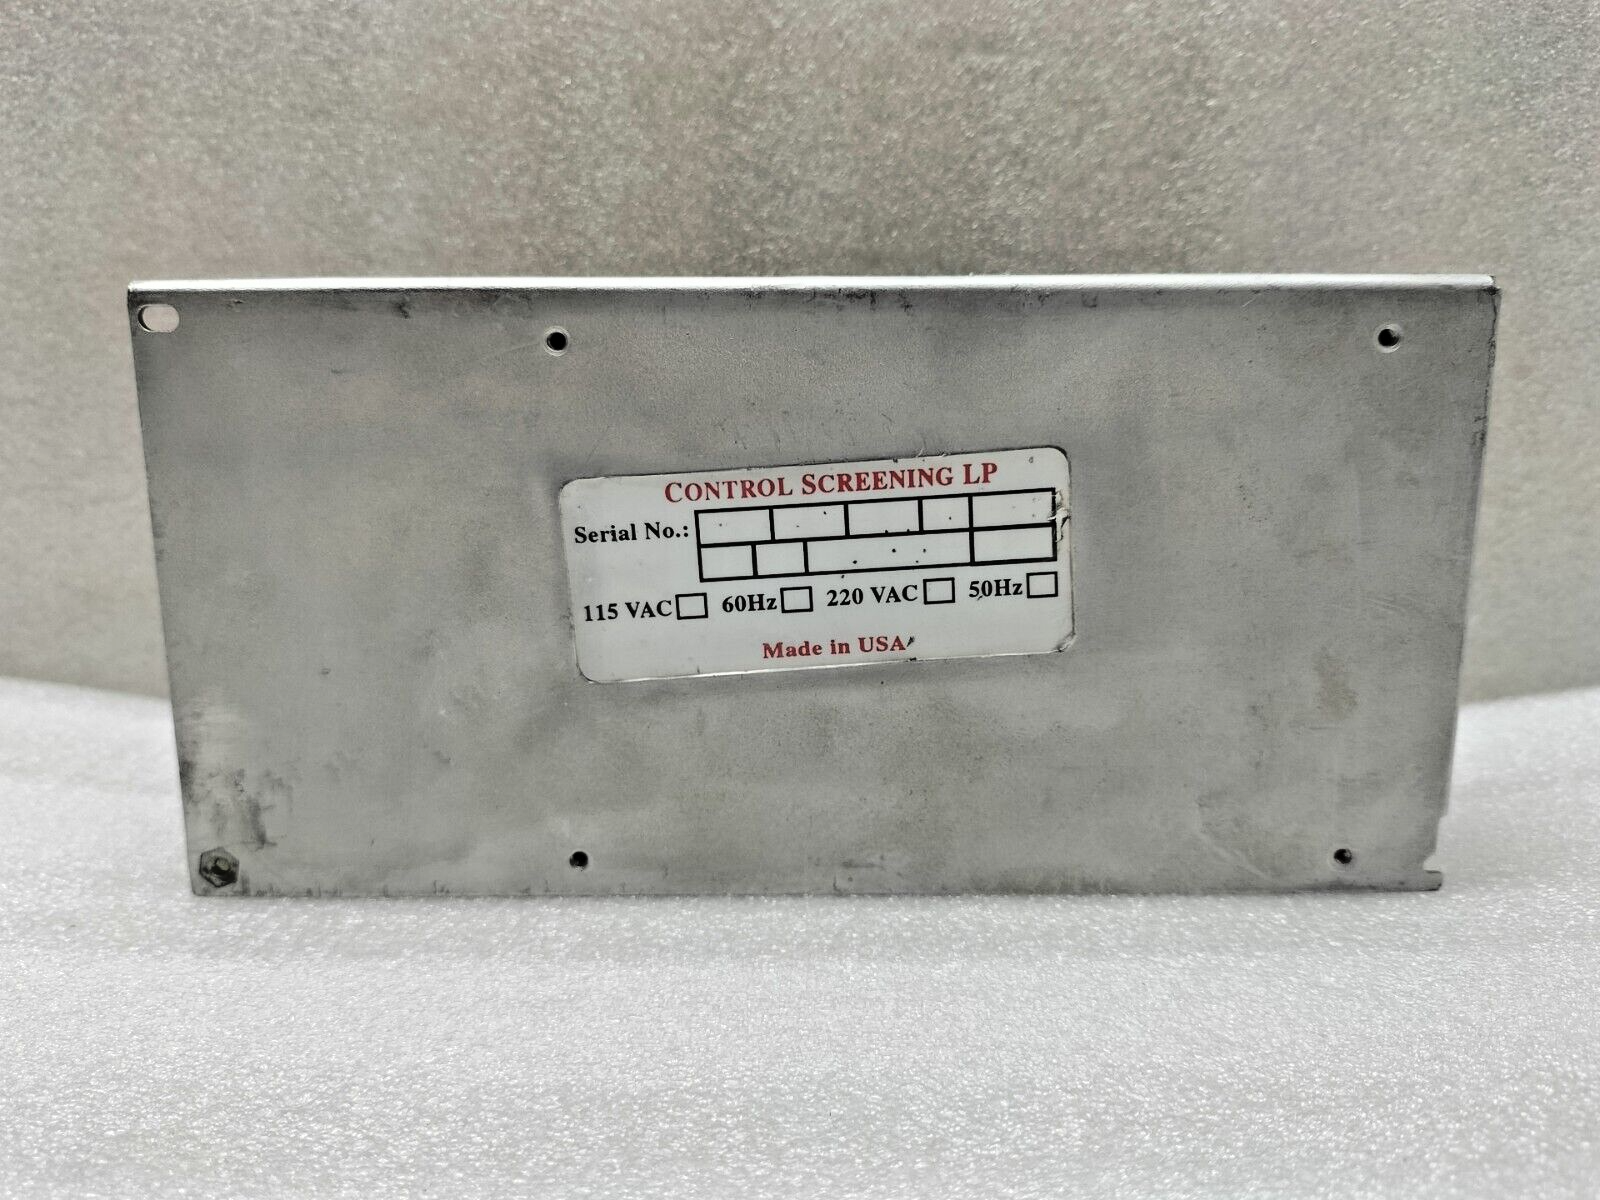 CONTROL SCREENING LP
Serial No.:
115 VAC 60Hz 220 VAC 50Hz
Made in USA